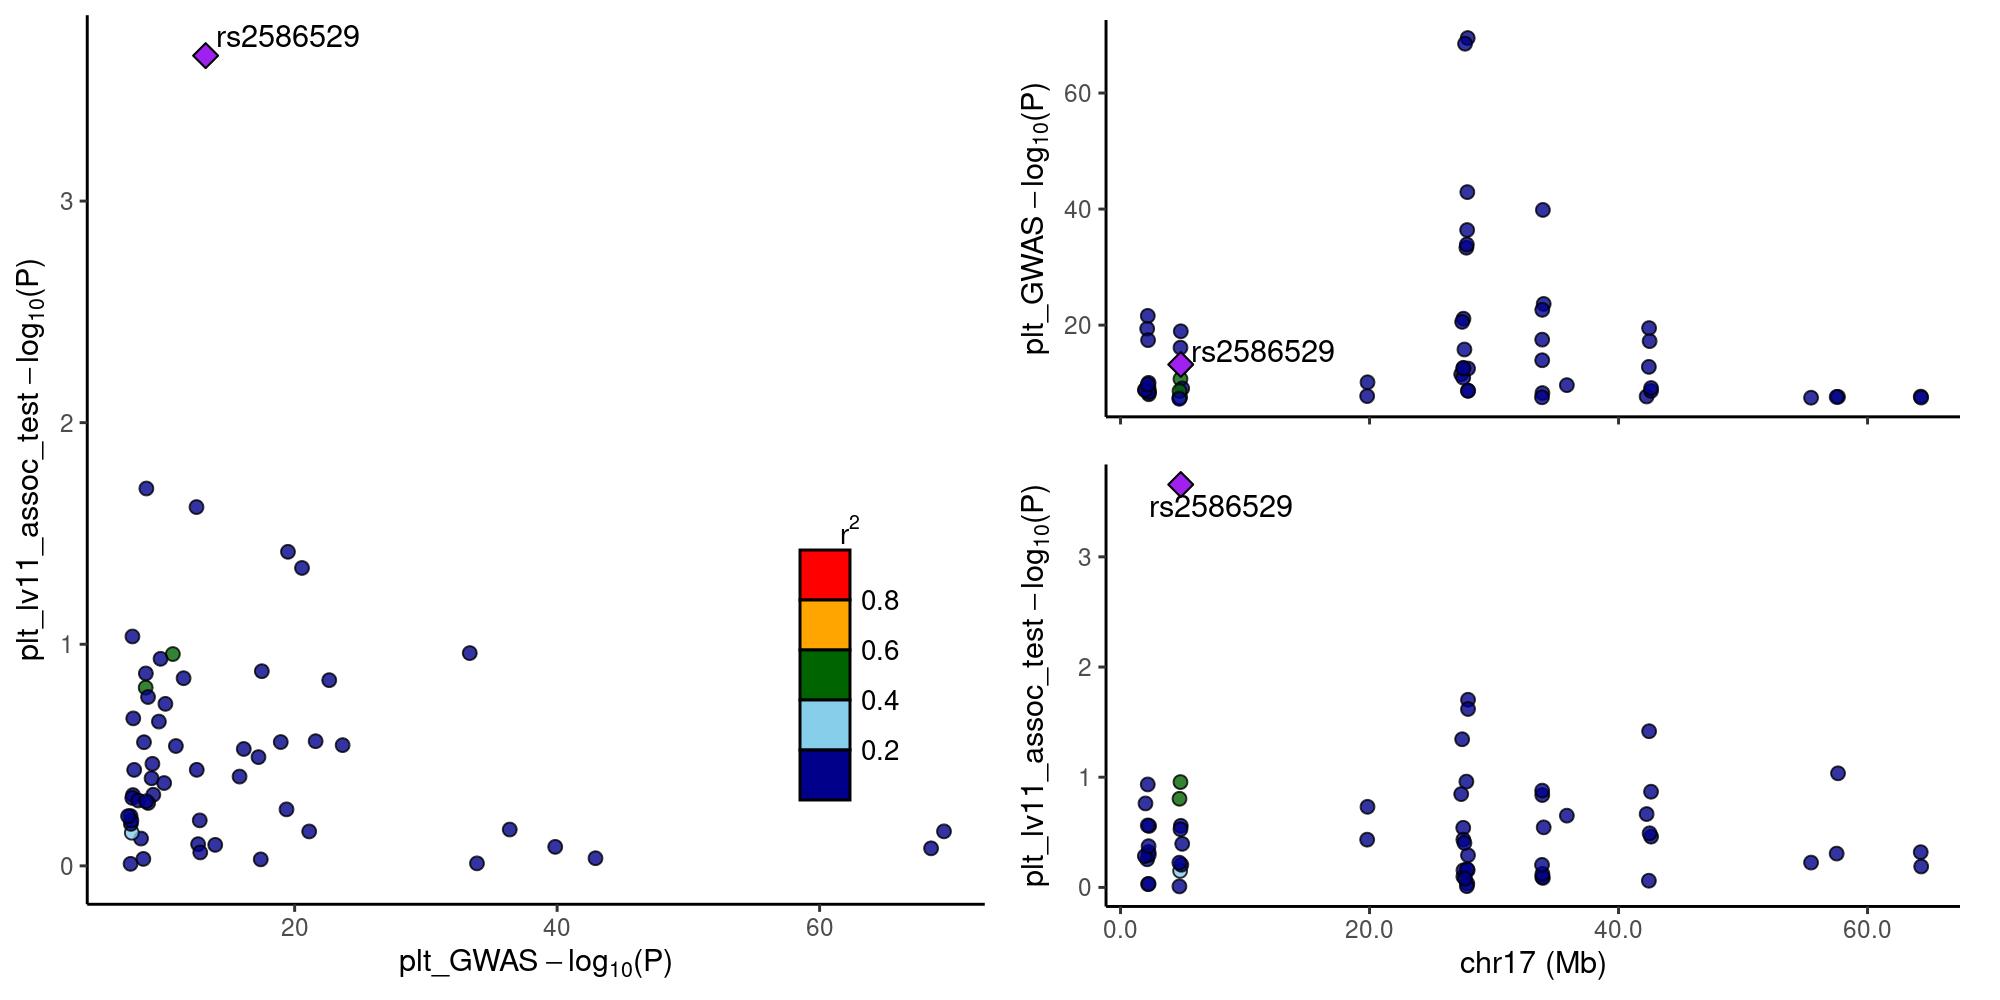 rs2586529
plt_lv11_assoc_test −log10(P)
3
2
1
0
20
40
60
plt_GWAS −log10(P)
r2
0.8
0.6
0.4
0.2
plt_GWAS −log10(P)
60
40
20
rs2586529
plt_lv11_assoc_test −log10(P)
rs2586529
3
2
1
0
0.0
20.0
40.0
60.0
chr17 (Mb)